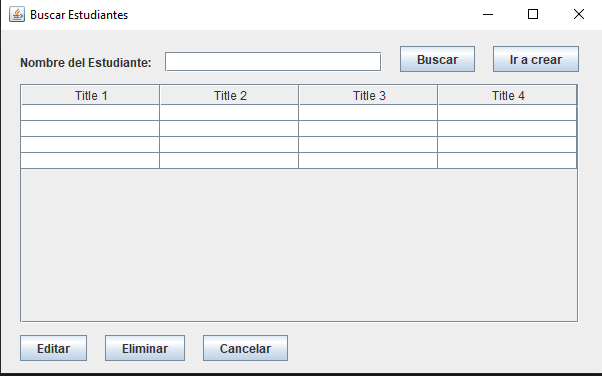 Buscar Estudiantes
Nombre del Estudiante: Buscar Ir a crear
Title 1 Title 2 Title 3 Title 4
Editar Eliminar Cancelar